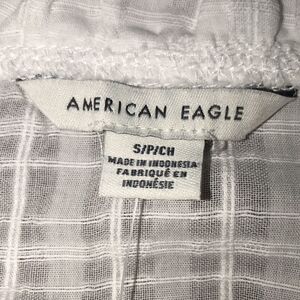 AMERICAN EAGLE
S/P/CH
MADE IN INDONESIA
FABRIQUÉ EN
INDONÉSIE